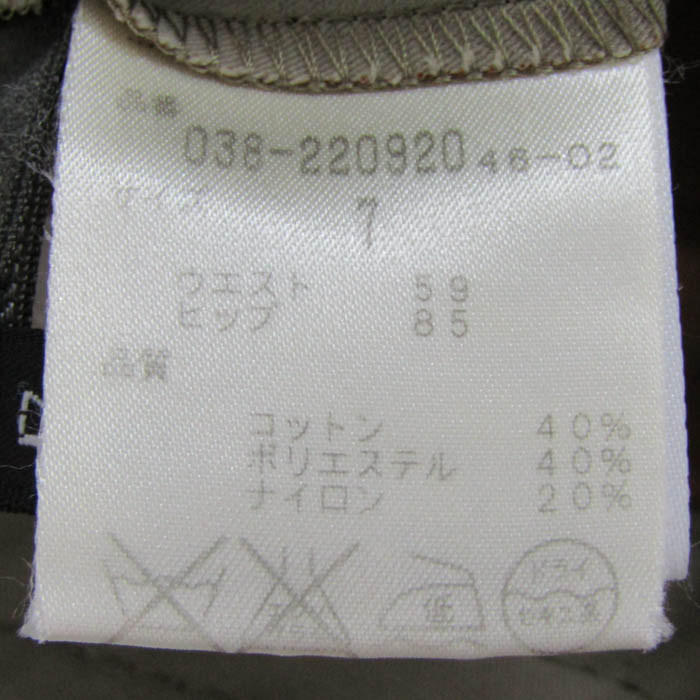 品番
038-220920 46-02
サイズ
7
ウエスト 59
ヒップ 85
品質
コットン 40%
ポリエステル 40%
ナイロン 20%
低
ドライ
セキユ系